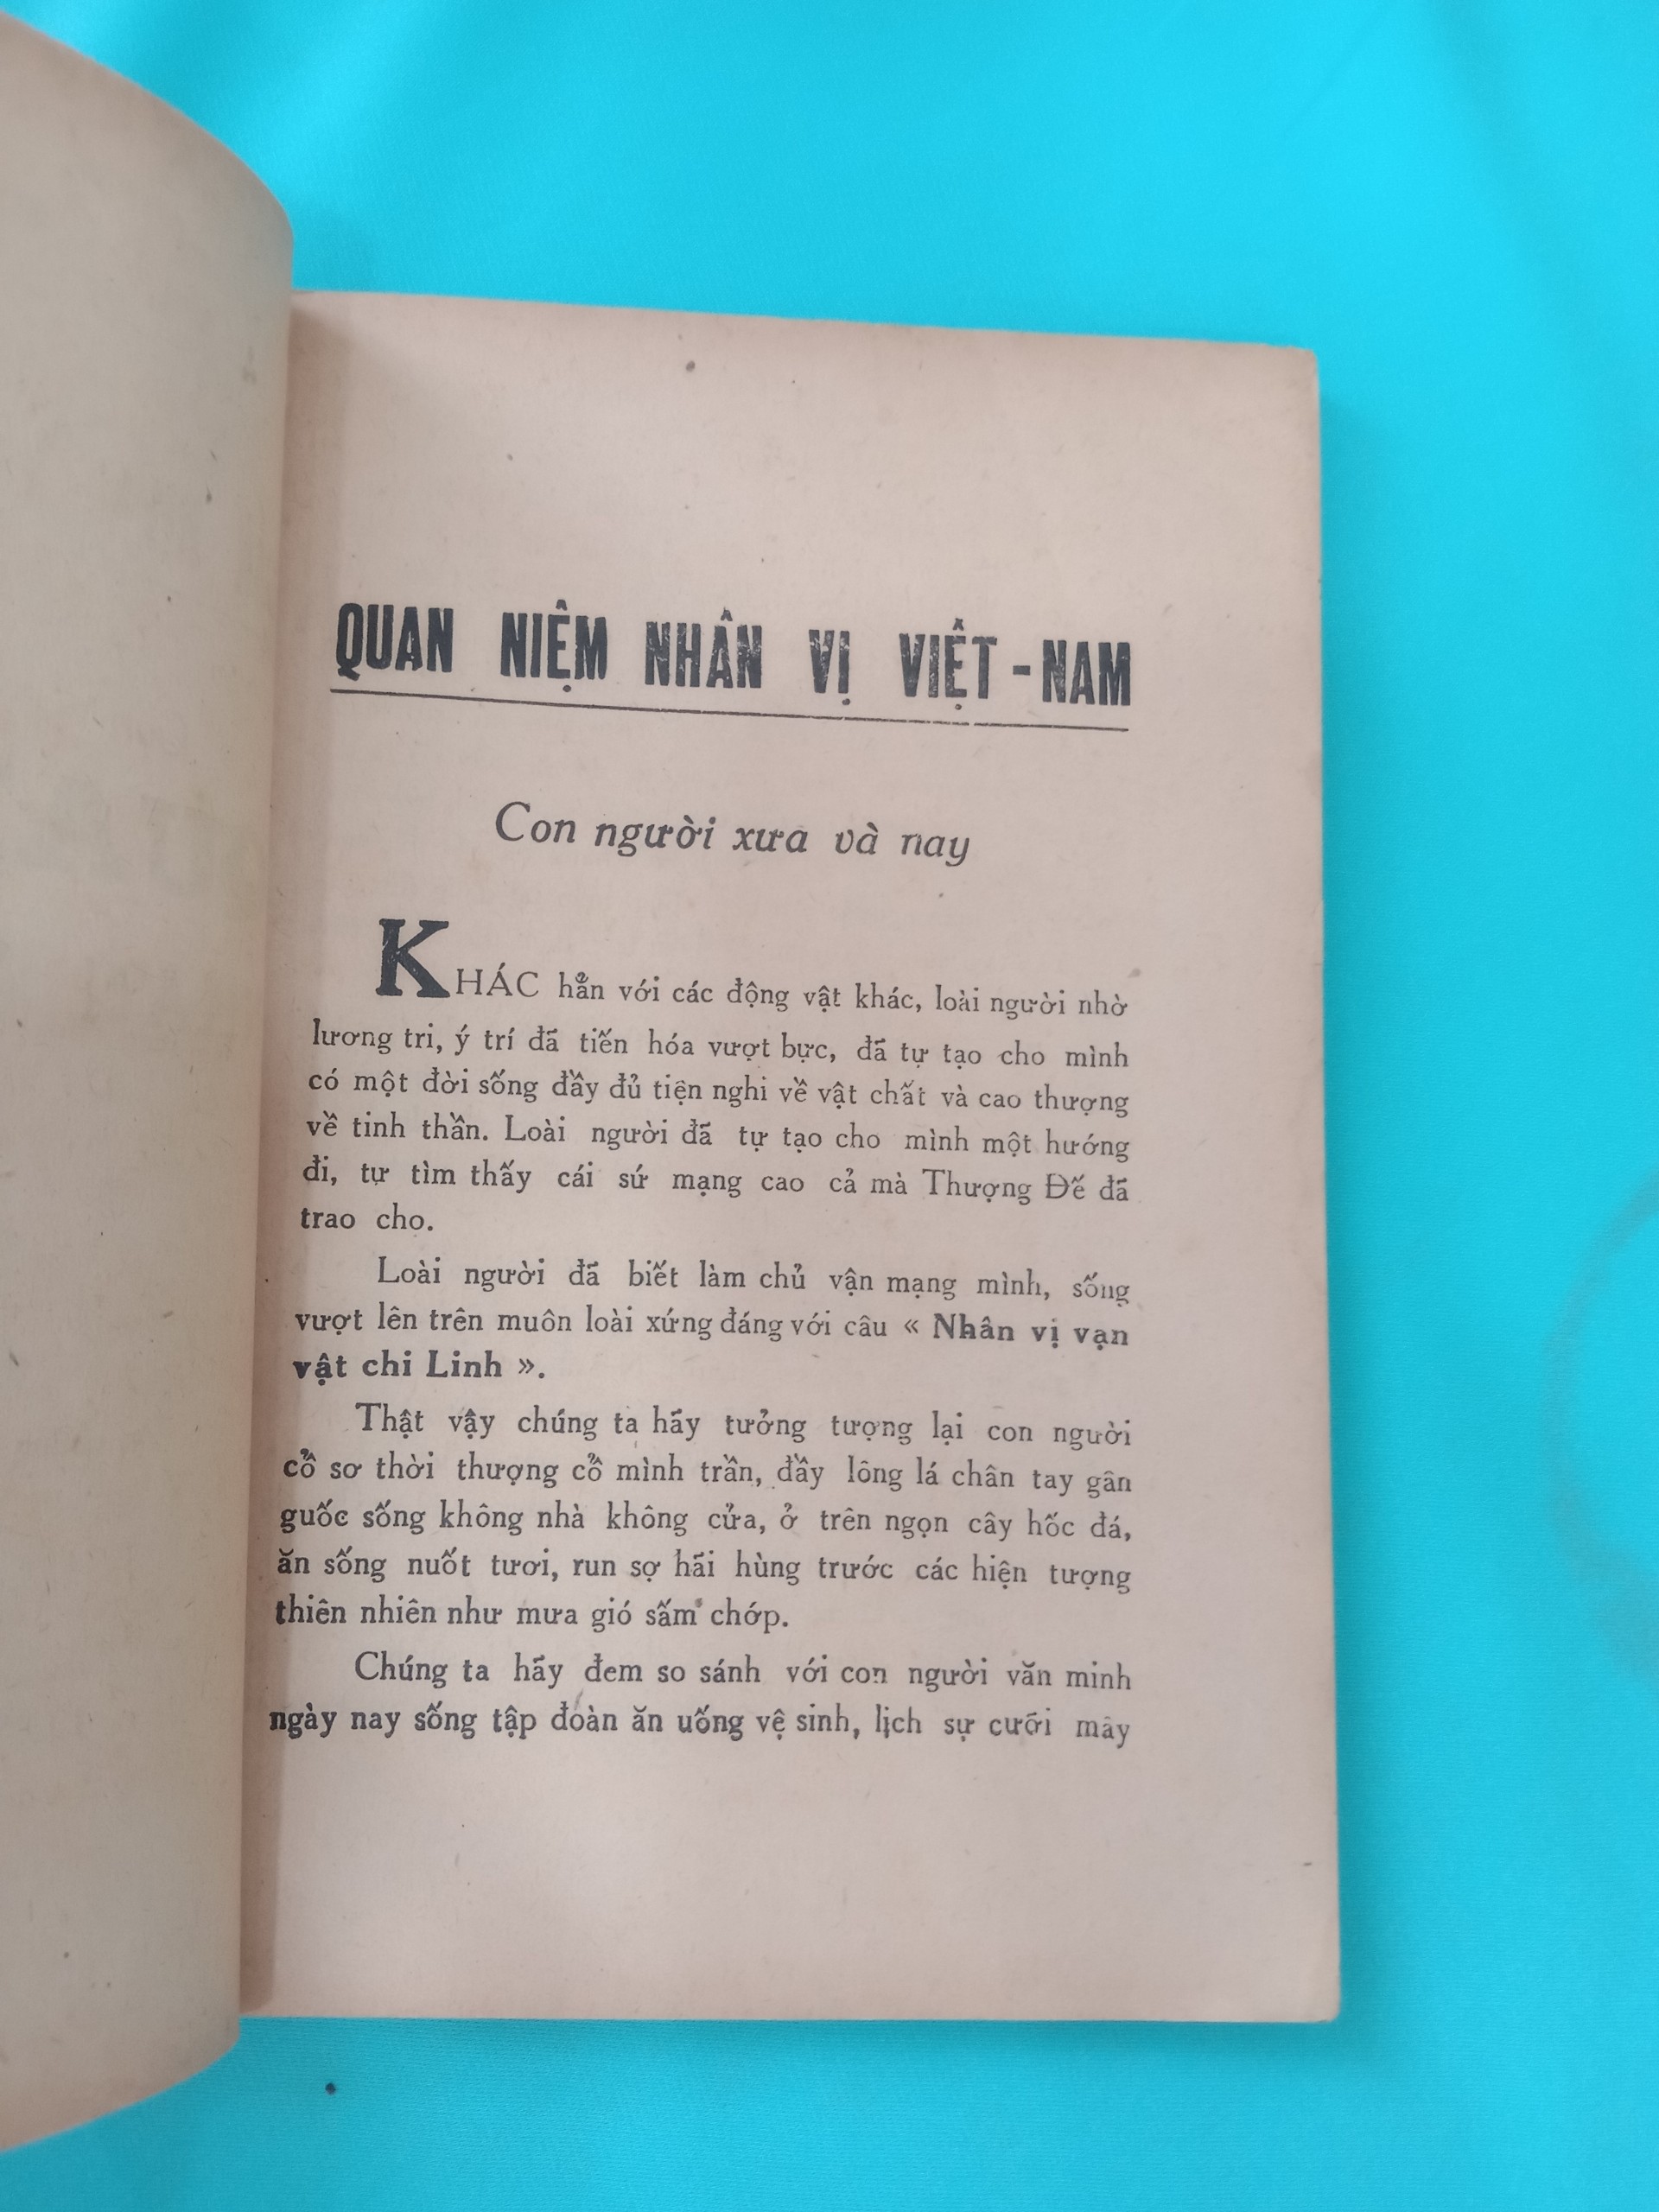 QUAN NIỆM NHÂN VỊ VIỆT-NAM
Con người xưa và nay
KHÁC hẳn với các động vật khác, loài người nhờ
lương tri, ý trí đã tiến hóa vượt bực, đã tự tạo cho mình
có một đời sống đầy đủ tiện nghi về vật chất và cao thượng
về tinh thần. Loài người đã tự tạo cho mình một hướng
đi, tự tìm thấy cái sứ mạng cao cả mà Thượng Đế đã
trao cho.
Loài người đã biết làm chủ vận mạng mình, sống
vượt lên trên muôn loài xứng đáng với câu « Nhân vị vạn
vật chi Linh ».
Thật vậy chúng ta hãy tưởng tượng lại con người
cổ sơ thời thượng cổ mình trần, đầy lông lá chân tay gân
guốc sống không nhà không cửa, ở trên ngọn cây hốc đá,
ăn sống nuốt tươi, run sợ hãi hùng trước các hiện tượng
thiên nhiên như mưa gió sấm chớp.
Chúng ta hãy đem so sánh với con người văn minh
ngày nay sống tập đoàn ăn uống vệ sinh, lịch sự cưỡi mây